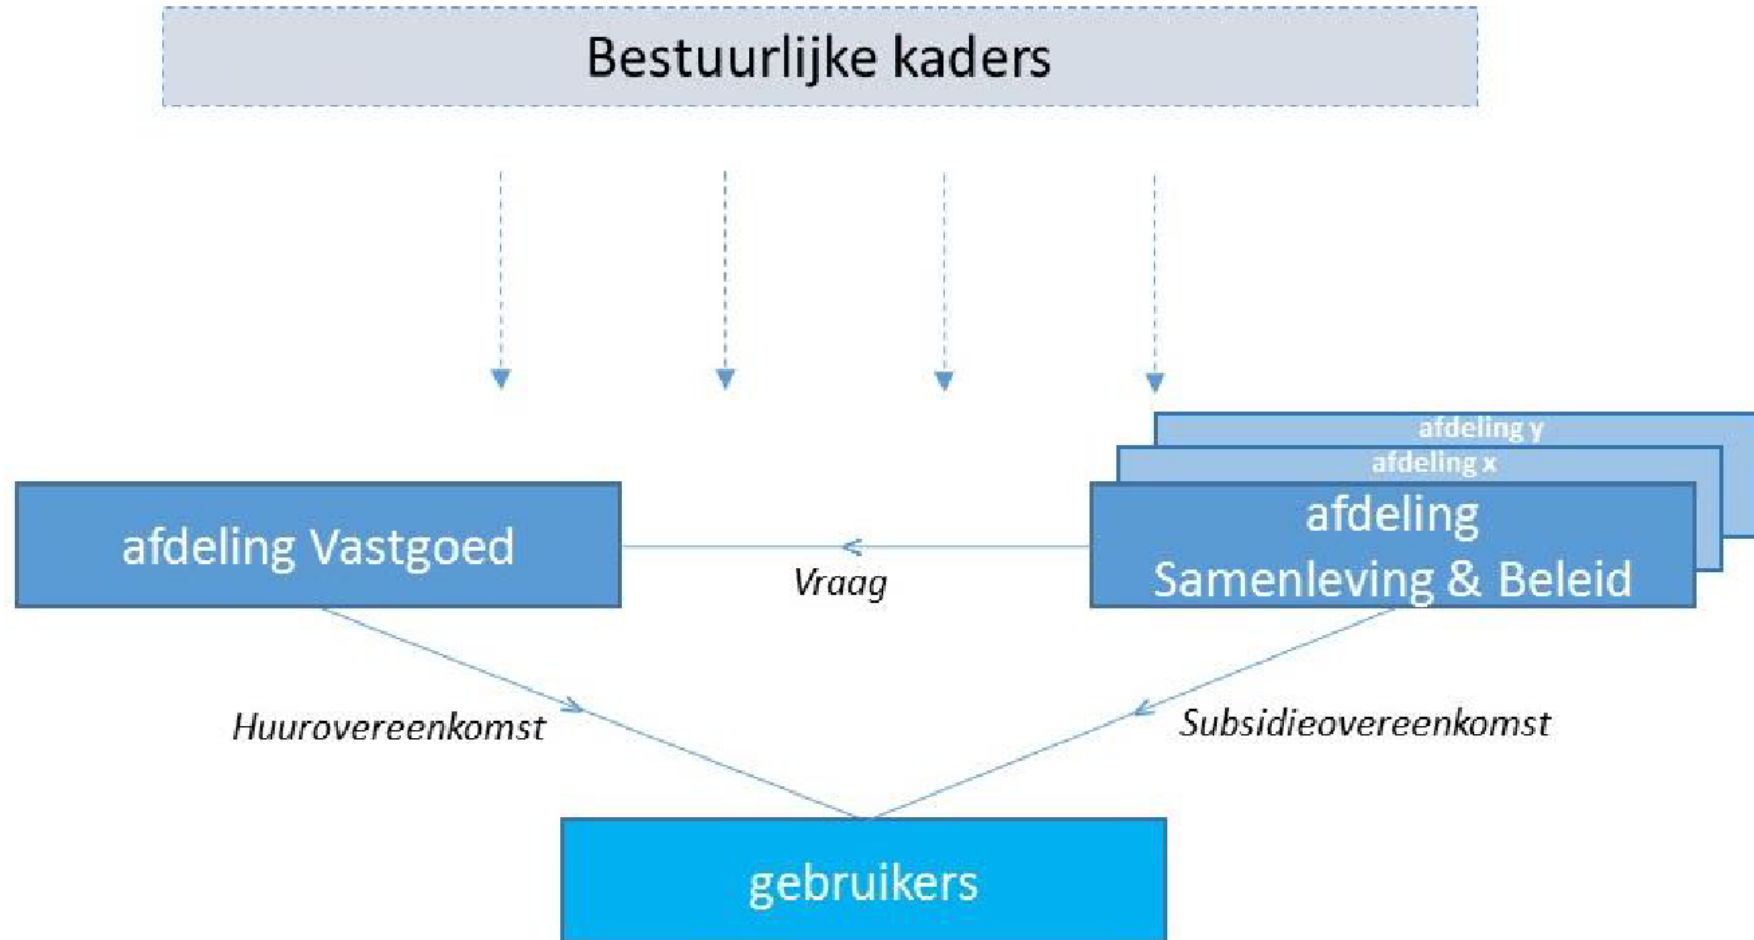 Bestuurlijke kaders
afdeling y
afdeling x
afdeling Vastgoed
afdeling
Samenleving & Beleid
Vraag
Huurovereenkomst
Subsidieovereenkomst
gebruikers